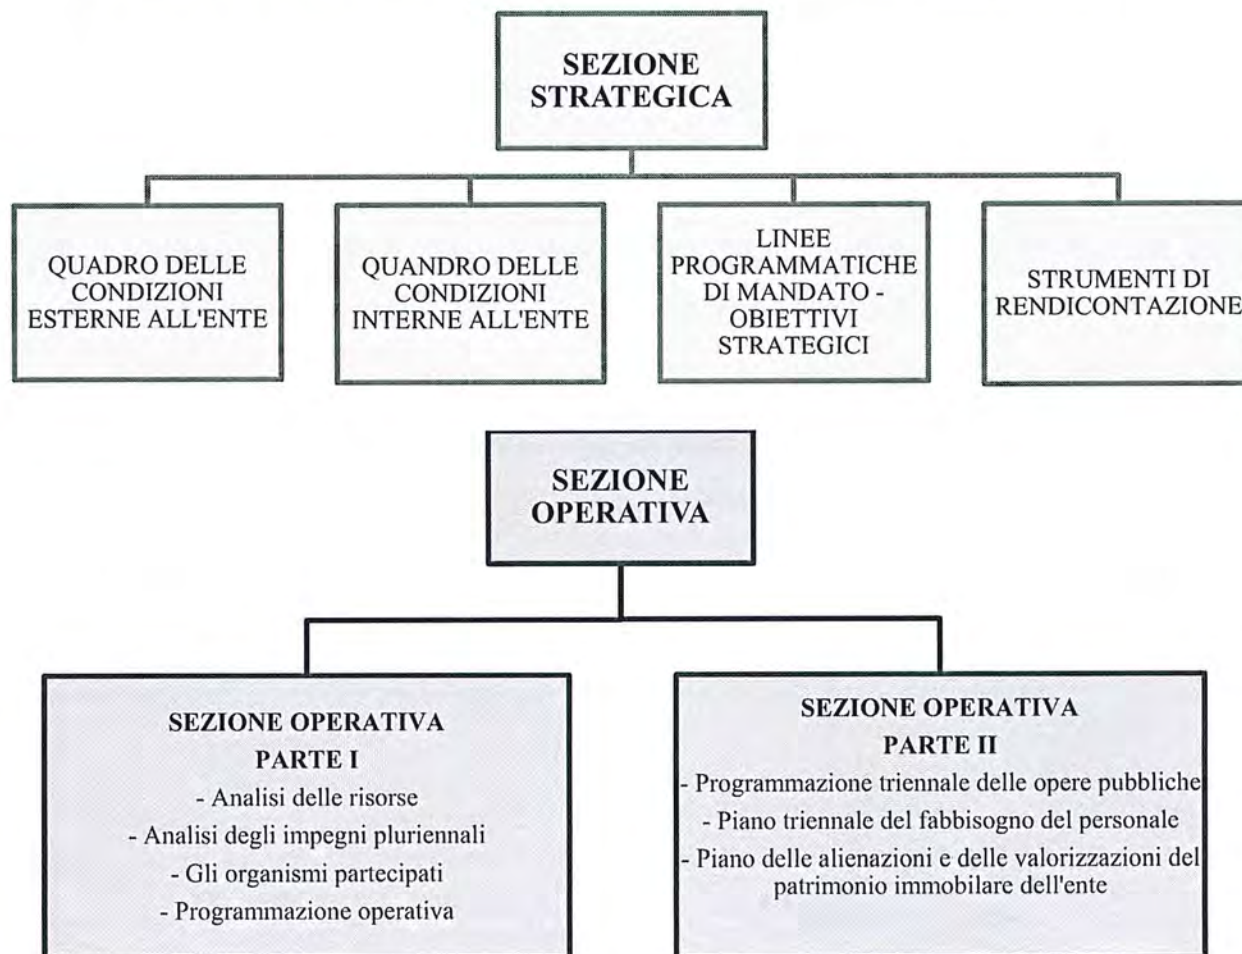 SEZIONE
STRATEGICA
QUADRO DELLE
CONDIZIONI
ESTERNE ALL'ENTE
QUANDRO DELLE
CONDIZIONI
INTERNE ALL'ENTE
LINEE
PROGRAMMATICHE
DI MANDATO -
OBIETTIVI
STRATEGICI
STRUMENTI DI
RENDICONTAZIONE
SEZIONE
OPERATIVA
SEZIONE OPERATIVA
PARTE I
- Analisi delle risorse
- Analisi degli impegni pluriennali
- Gli organismi partecipati
- Programmazione operativa
SEZIONE OPERATIVA
PARTE II
- Programmazione triennale delle opere pubbliche
- Piano triennale del fabbisogno del personale
- Piano delle alienazioni e delle valorizzazioni del
patrimonio immobilare dell'ente